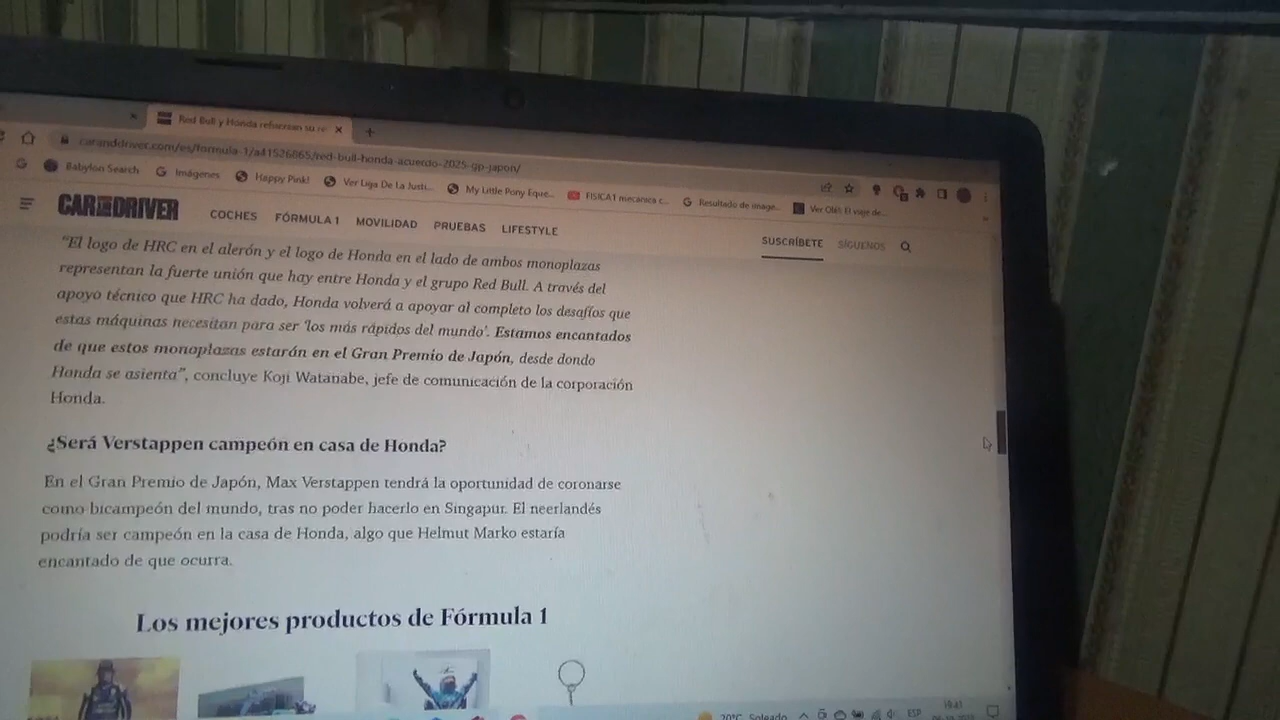 Red Bull y Honda refuerzan su re
caranddriver.com/es/formula-1/a41526865/red-bull-honda-acuerdo-2025-gp-japon/
Babylon Search Imágenes Happy Pink! Ver Liga De La Justi... My Little Pony Eque... FISICA1 mecanica c... Resultado de image... Ver Olé! El viaje de...
CAR AND DRIVER COCHES FÓRMULA 1 MOVILIDAD PRUEBAS LIFESTYLE SUSCRÍBETE SÍGUENOS
"El logo de HRC en el alerón y el logo de Honda en el lado de ambos monoplazas
representan la fuerte unión que hay entre Honda y el grupo Red Bull. A través del
apoyo técnico que HRC ha dado, Honda volverá a apoyar al completo los desafíos que
estas máquinas necesitan para ser 'los más rápidos del mundo'. Estamos encantados
de que estos monoplazas estarán en el Gran Premio de Japón, desde dondo
Honda se asienta", concluye Koji Watanabe, jefe de comunicación de la corporación
Honda.
¿Será Verstappen campeón en casa de Honda?
En el Gran Premio de Japón, Max Verstappen tendrá la oportunidad de coronarse
como bicampeón del mundo, tras no poder hacerlo en Singapur. El neerlandés
podría ser campeón en la casa de Honda, algo que Helmut Marko estaría
encantado de que ocurra.
Los mejores productos de Fórmula 1
20°C Soleado ESP